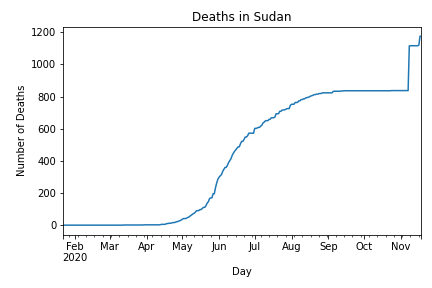 Deaths in Sudan
1200
1000
800
600
400
200
0
Number of Deaths
Feb Mar Apr May Jun Jul Aug Sep Oct Nov
2020
Day